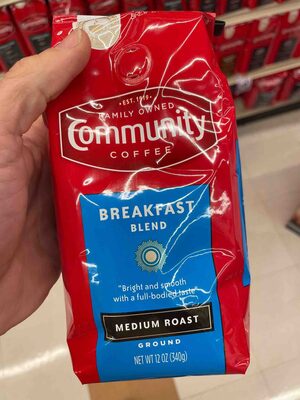 • EST. 1919 •
FAMILY OWNED
Community
COFFEE
BREAKFAST
BLEND
"Bright and smooth
with a full-bodied taste"
MEDIUM ROAST
GROUND
NET WT 12 OZ (340g)